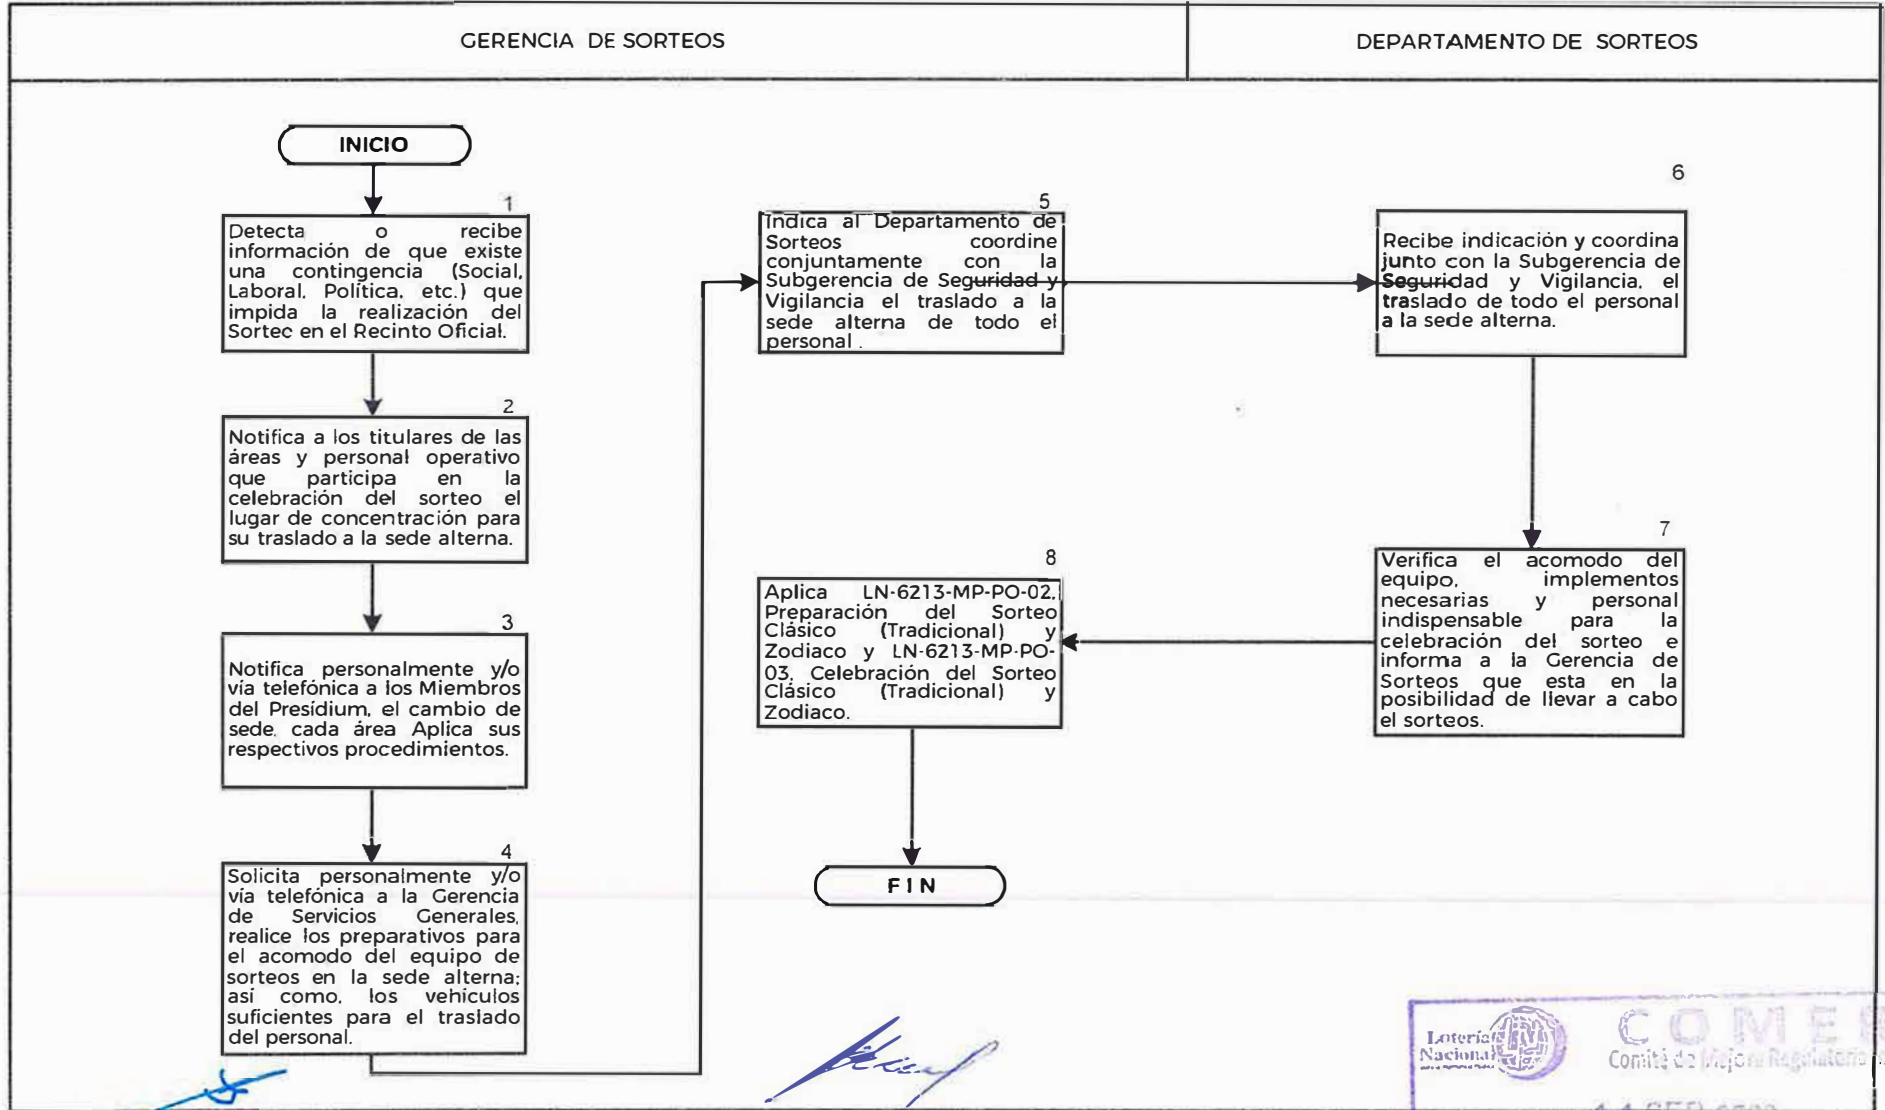 GERENCIA DE SORTEOS
DEPARTAMENTO DE SORTEOS
INICIO
1
Detecta o recibe
información de que existe
una contingencia (Social,
Laboral, Política, etc.) que
impida la realización del
Sorteo en el Recinto Oficial.
2
Notifica a los titulares de las
áreas y personal operativo
que participa en la
celebración del sorteo el
lugar de concentración para
su traslado a la sede alterna.
3
Notifica personalmente y/o
vía telefónica a los Miembros
del Presídium, el cambio de
sede, cada área Aplica sus
respectivos procedimientos.
4
Solicita personalmente y/o
vía telefónica a la Gerencia
de Servicios Generales,
realice los preparativos para
el acomodo del equipo de
sorteos en la sede alterna;
así como, los vehículos
suficientes para el traslado
del personal.
5
Indica al Departamento de
Sorteos coordine
conjuntamente con la
Subgerencia de Seguridad y
Vigilancia el traslado a la
sede alterna de todo el
personal .
6
Recibe indicación y coordina
junto con la Subgerencia de
Seguridad y Vigilancia, el
traslado de todo el personal
a la sede alterna.
7
Verifica el acomodo del
equipo, implementos
necesarias y personal
indispensable para la
celebración del sorteo e
informa a la Gerencia de
Sorteos que esta en la
posibilidad de llevar a cabo
el sorteos.
8
Aplica LN-6213-MP-PO-02,
Preparación del Sorteo
Clásico (Tradicional) y
Zodiaco y LN-6213-MP-PO-
03, Celebración del Sorteo
Clásico (Tradicional) y
Zodiaco.
FIN
Lotería
Nacional
COME
Comité de Mejora Regulatoria